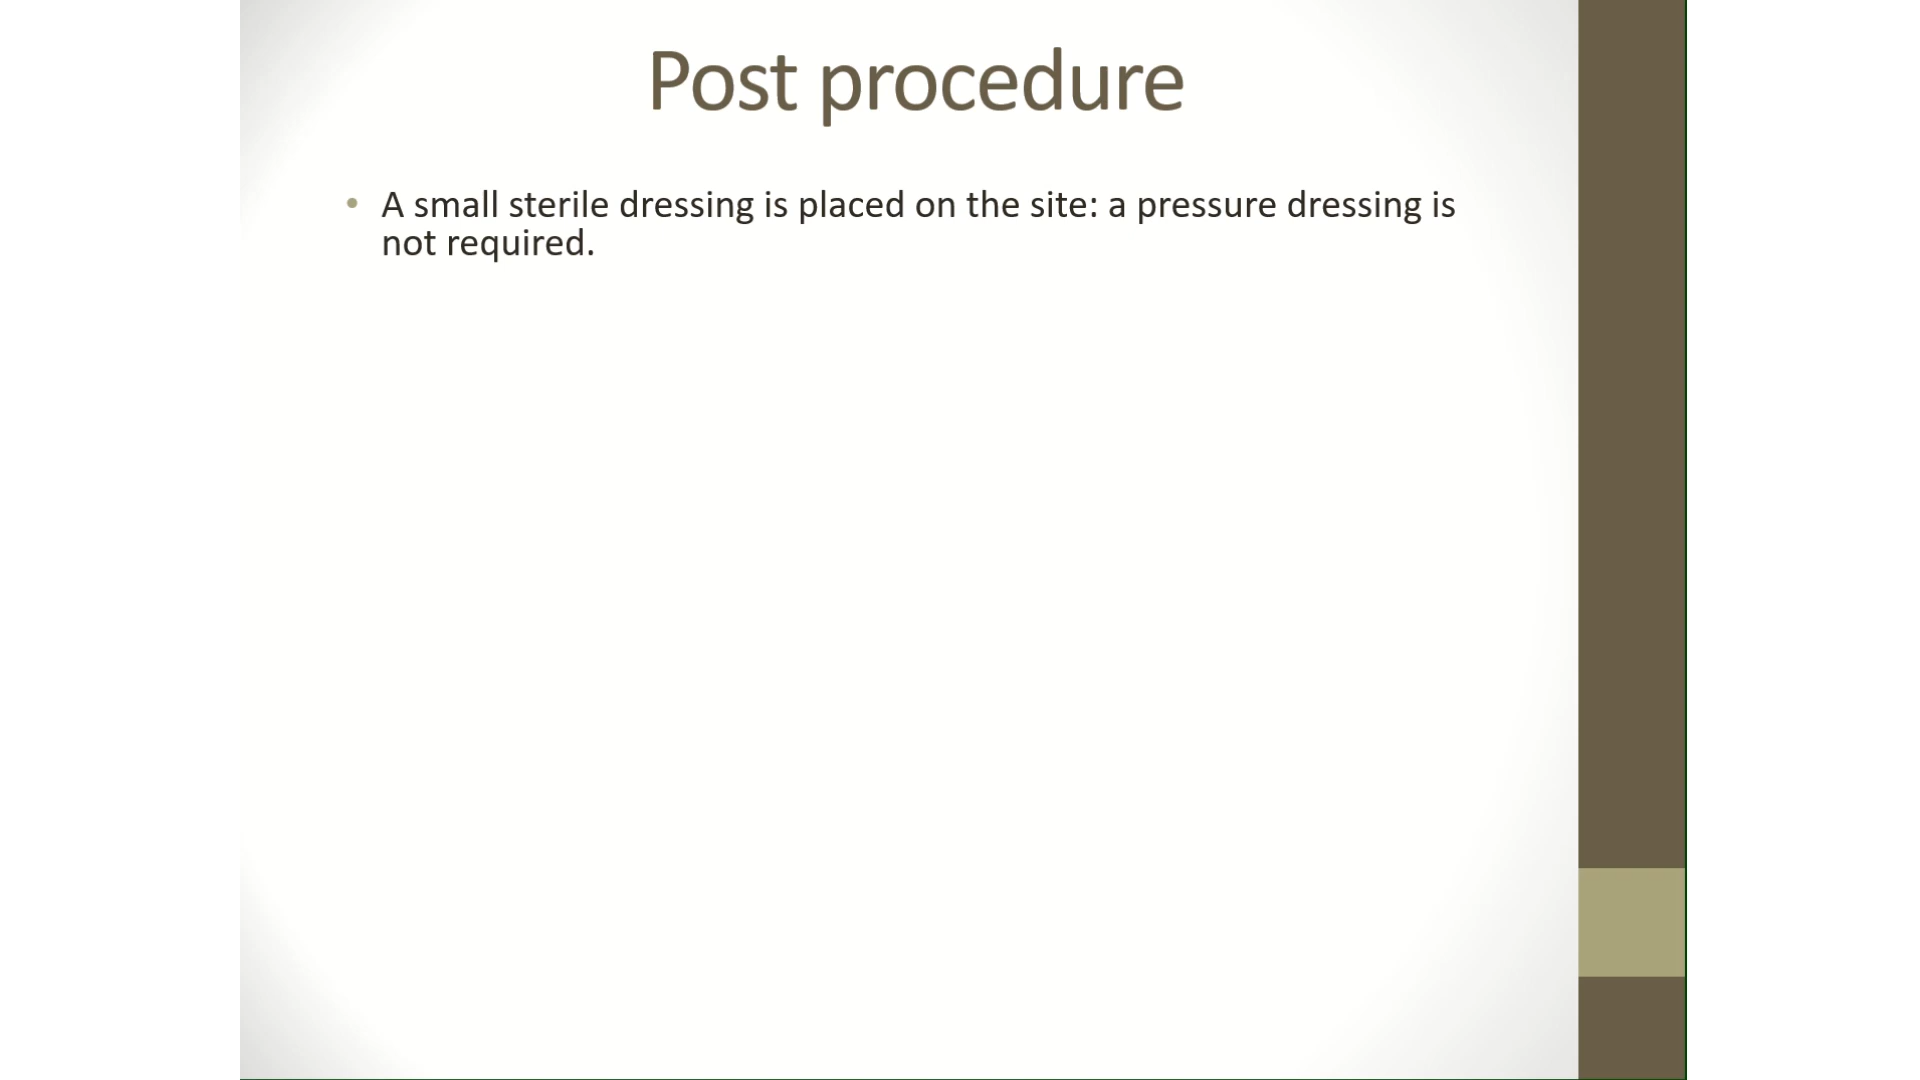 Post procedure
• A small sterile dressing is placed on the site: a pressure dressing is
not required.